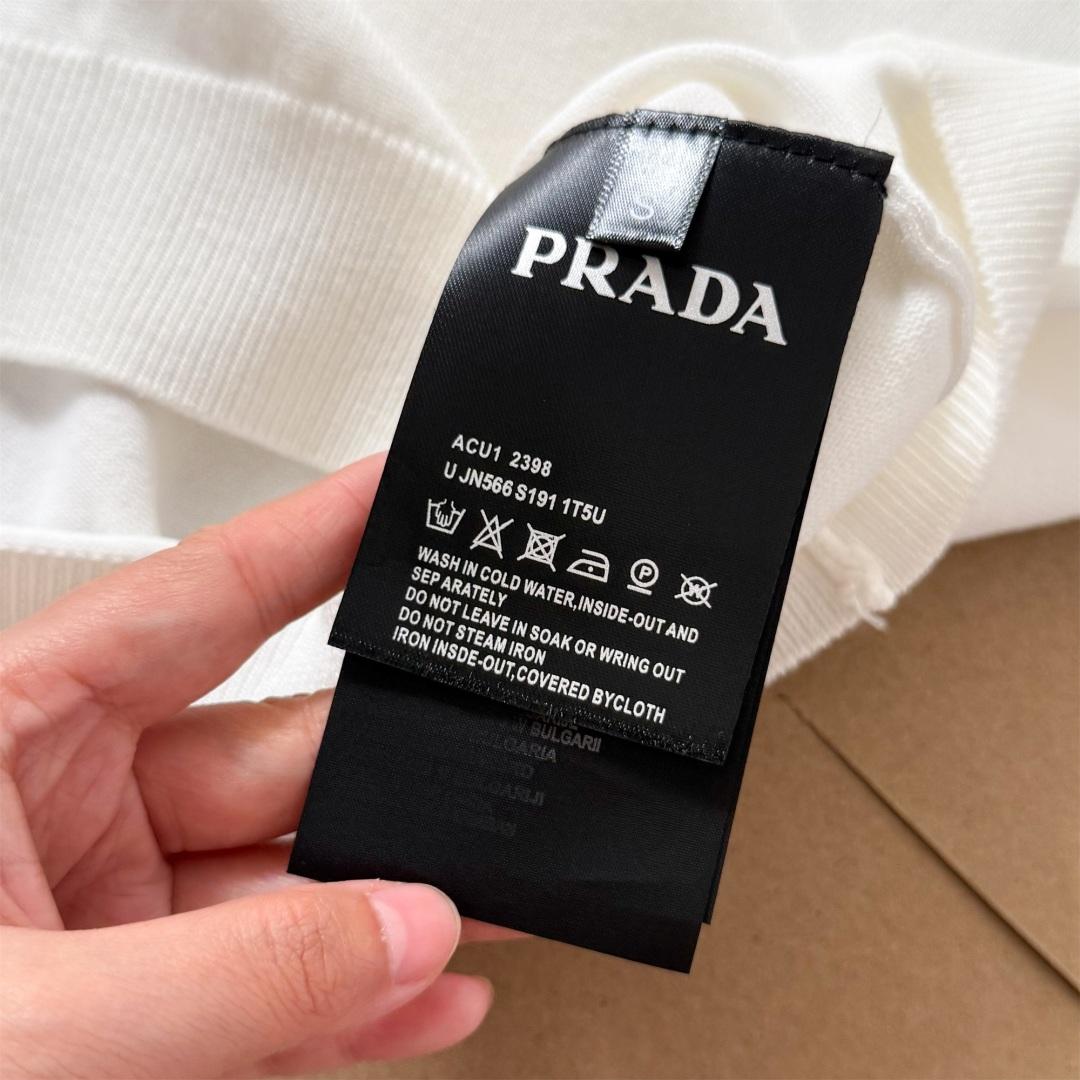 PRADA
ACU1 2398
U JN566 S191 1T5U
P
WASH IN COLD WATER,INSIDE-OUT AND
SEP ARATELY
DO NOT LEAVE IN SOAK OR WRING OUT
DO NOT STEAM IRON
IRON INSDE-OUT,COVERED BYCLOTH
BULGARII